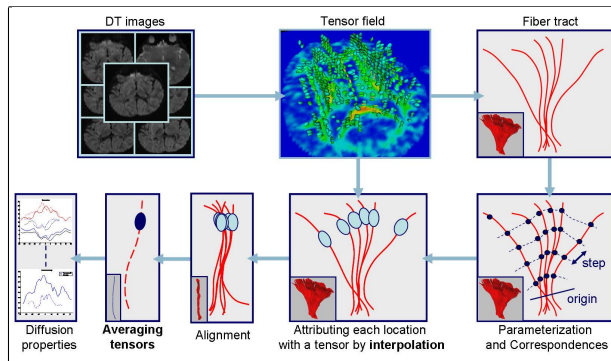 DT images
Tensor field
Fiber tract
step
origin
Diffusion
properties
Averaging
tensors
Alignment
Attributing each location
with a tensor by interpolation
Parameterization
and Correspondences